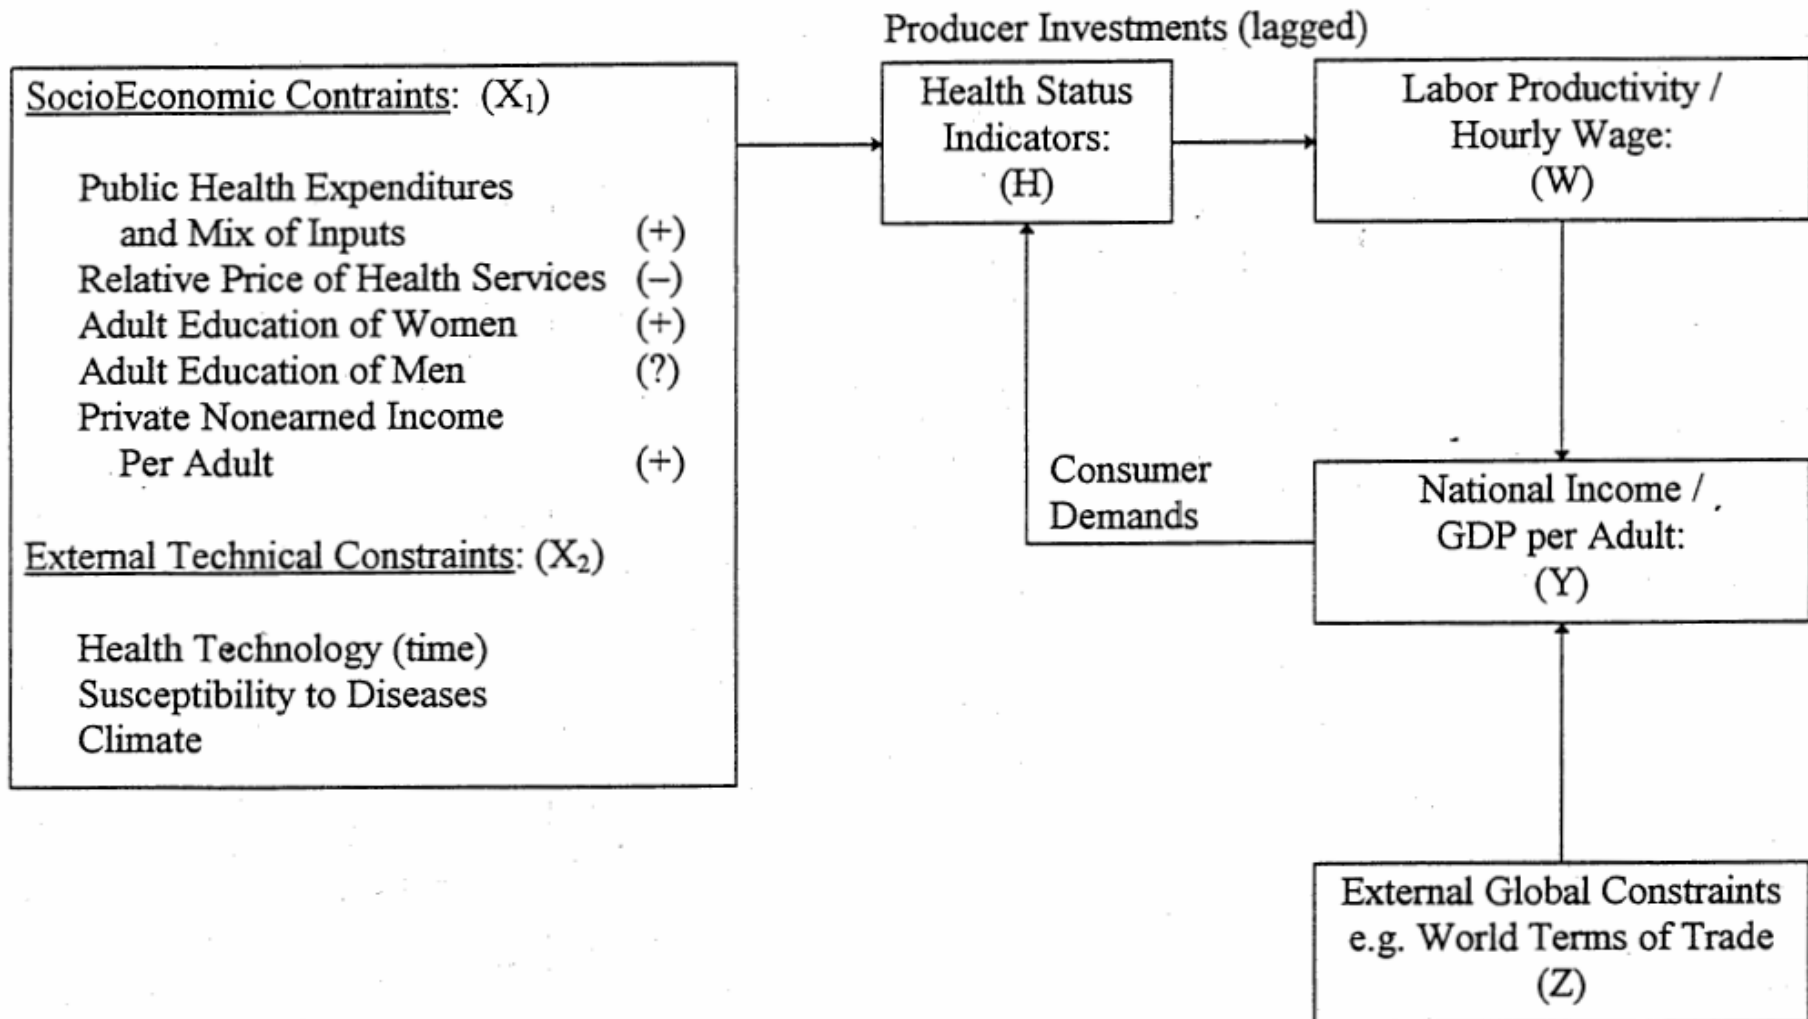 Producer Investments (lagged)
SocioEconomic Contraints: (X₁)
Public Health Expenditures
and Mix of Inputs (+)
Relative Price of Health Services (–)
Adult Education of Women (+)
Adult Education of Men (?)
Private Nonearned Income
Per Adult (+)
External Technical Constraints: (X₂)
Health Technology (time)
Susceptibility to Diseases
Climate
Health Status
Indicators:
(H)
Labor Productivity /
Hourly Wage:
(W)
Consumer
Demands
National Income /
GDP per Adult:
(Y)
External Global Constraints
e.g. World Terms of Trade
(Z)